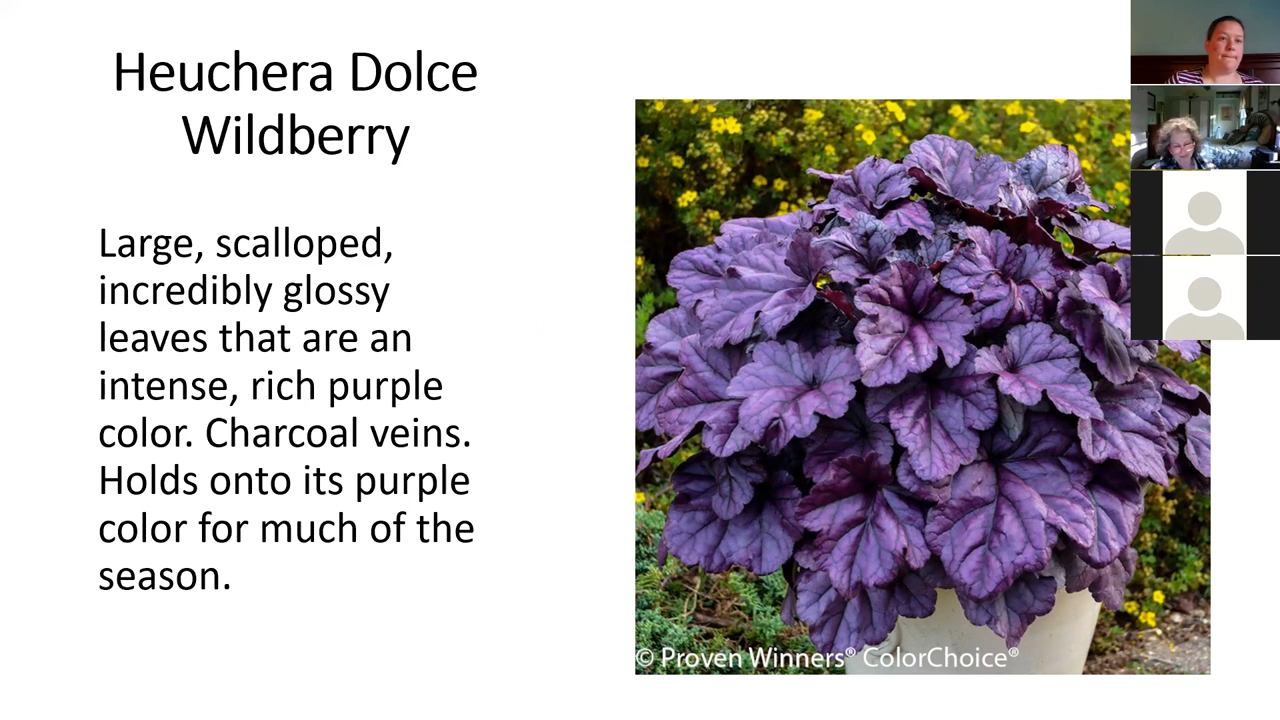 Heuchera Dolce
Wildberry
Large, scalloped,
incredibly glossy
leaves that are an
intense, rich purple
color. Charcoal veins.
Holds onto its purple
color for much of the
season.
© Proven Winners® ColorChoice®